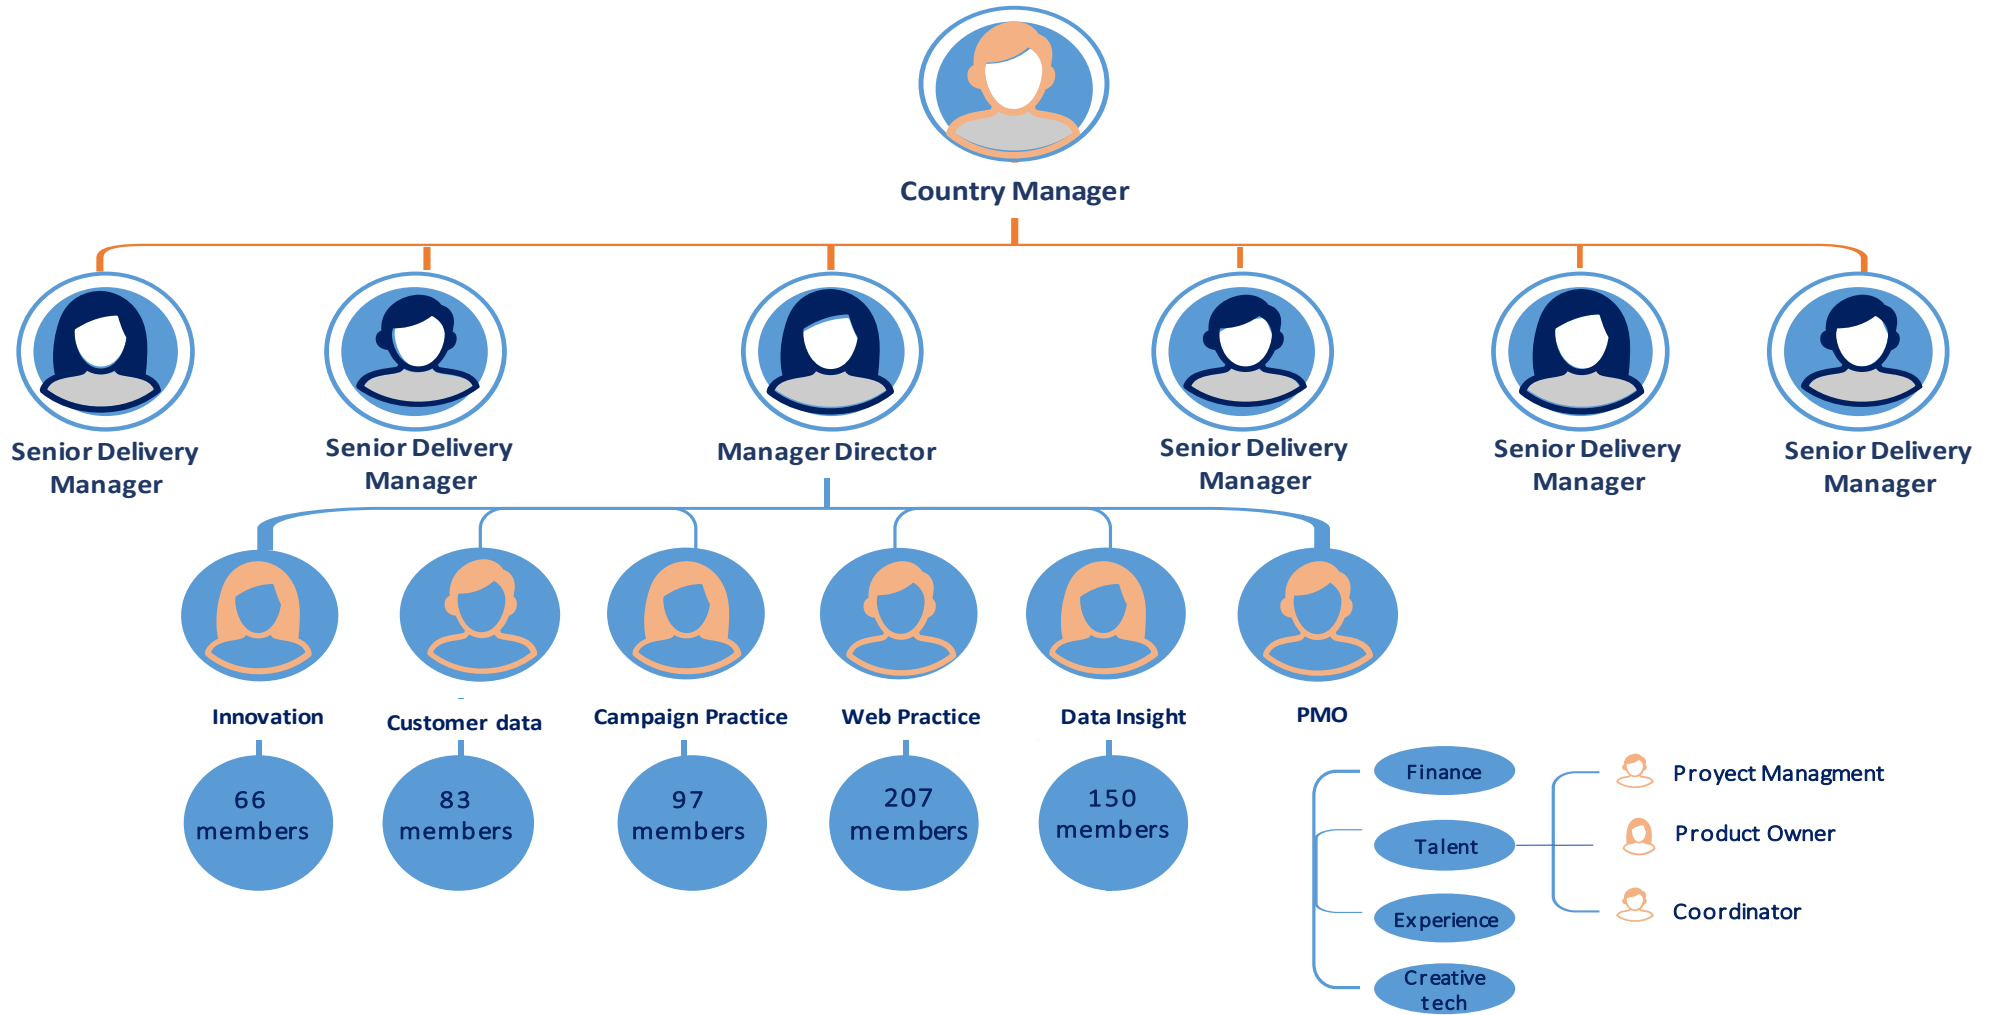 Country Manager
Senior Delivery
Manager
Senior Delivery
Manager
Manager Director
Senior Delivery
Manager
Senior Delivery
Manager
Senior Delivery
Manager
Innovation
Customer data
Campaign Practice
Web Practice
Data Insight
PMO
66
members
83
members
97
members
207
members
150
members
Finance
Talent
Experience
Creative
tech
Proyect Managment
Product Owner
Coordinator